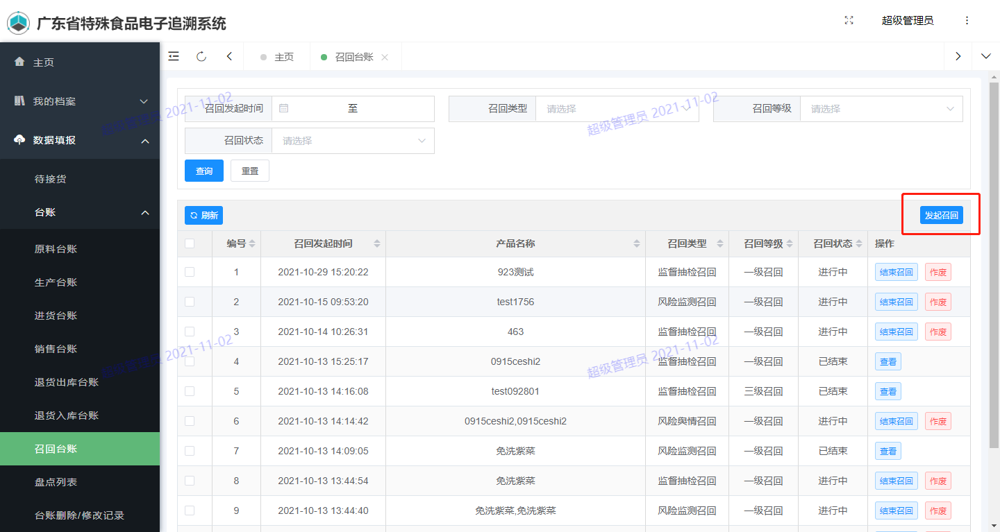 广东省特殊食品电子追溯系统
超级管理员
主页
召回台账
主页
我的档案
数据填报
待接货
台账
原料台账
生产台账
进货台账
销售台账
退货出库台账
退货入库台账
召回台账
盘点列表
台账删除/修改记录
召回发起时间 至 召回类型 请选择 召回等级 请选择
召回状态 请选择
查询 重置
刷新 发起召回
编号 召回发起时间 产品名称 召回类型 召回等级 召回状态 操作
1 2021-10-29 15:20:22 923测试 监督抽检召回 一级召回 进行中 结束召回 作废
2 2021-10-15 09:53:20 test1756 风险监测召回 一级召回 进行中 结束召回 作废
3 2021-10-14 10:26:31 463 监督抽检召回 一级召回 进行中 结束召回 作废
4 2021-10-13 15:25:17 0915ceshi2 监督抽检召回 一级召回 已结束 查看
5 2021-10-13 14:16:08 test092801 监督抽检召回 三级召回 已结束 查看
6 2021-10-13 14:14:42 0915ceshi2,0915ceshi2 风险舆情召回 一级召回 进行中 结束召回 作废
7 2021-10-13 14:09:05 免洗紫菜 风险监测召回 一级召回 已结束 查看
8 2021-10-13 13:44:54 免洗紫菜 监督抽检召回 一级召回 进行中 结束召回 作废
9 2021-10-13 13:44:40 免洗紫菜,免洗紫菜 风险监测召回 一级召回 进行中 结束召回 作废
超级管理员 2021-11-02
超级管理员 2021-11-02
超级管理员 2021-11-02
超级管理员 2021-11-02